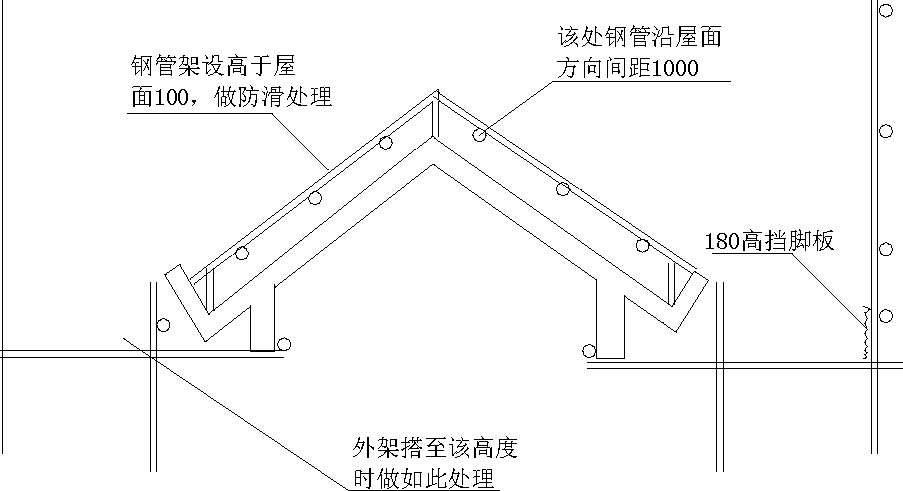 该处钢管沿屋面
方向间距1000
钢管架设高于屋
面100，做防滑处理
180高挡脚板
外架搭至该高度
时做如此处理